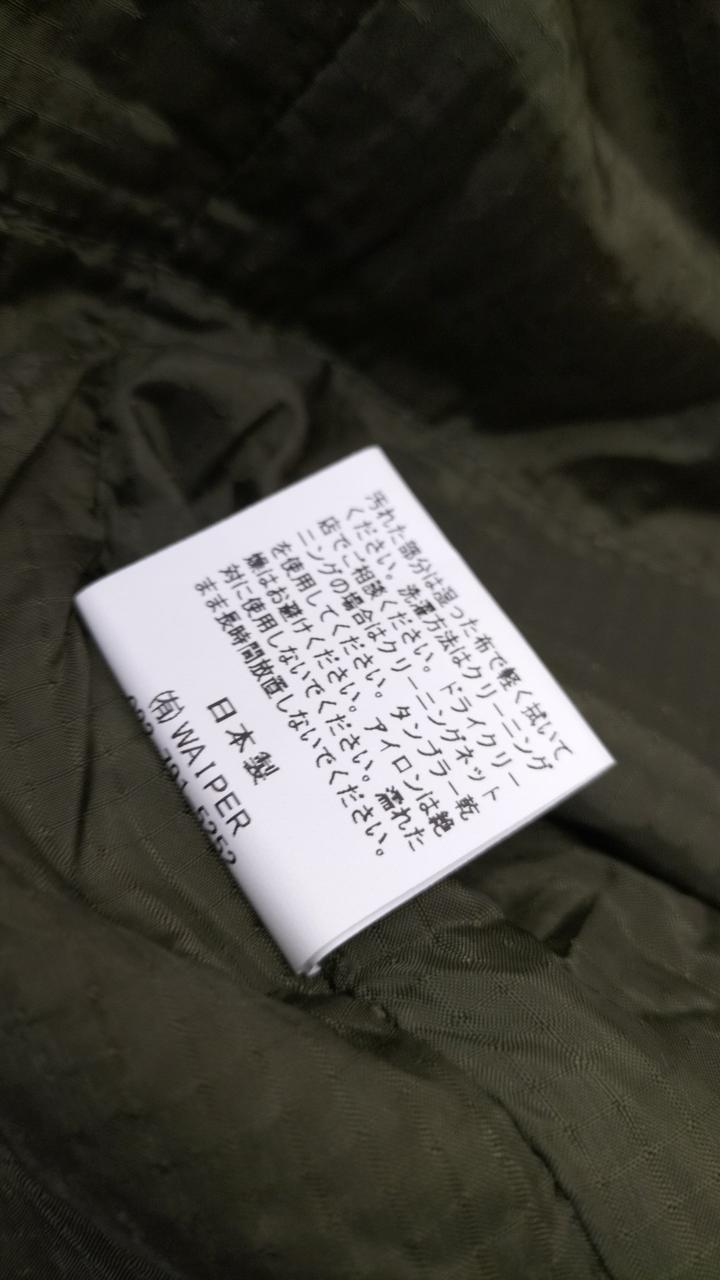 汚れた部分は湿った布で軽く拭いて
ください。洗濯方法はクリーニング
店でご相談ください。ドライクリー
ニングの場合はクリーニングネット
を使用してください。タンブラー乾
燥はお避けください。アイロンは絶
対に使用しないでください。濡れた
まま長時間放置しないでください。
日本製
(有)WAIPER
5252